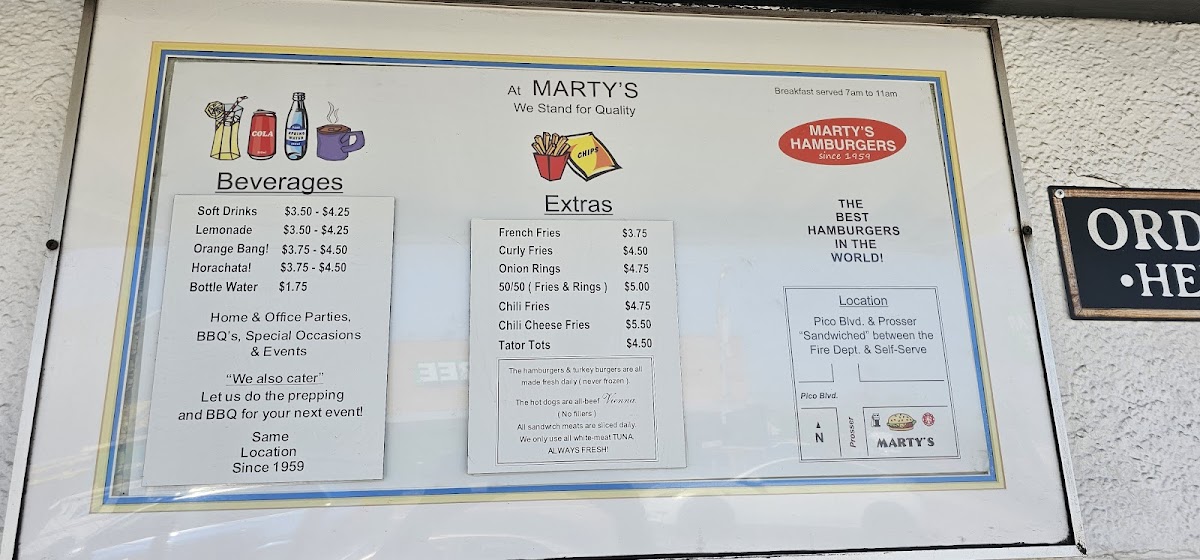 COLA
SPRING
WATER
Beverages
Soft Drinks $3.50 - $4.25
Lemonade $3.50 - $4.25
Orange Bang! $3.75 - $4.50
Horachata! $3.75 - $4.50
Bottle Water $1.75
Home & Office Parties,
BBQ's, Special Occasions
& Events
"We also cater"
Let us do the prepping
and BBQ for your next event!
Same
Location
Since 1959
At MARTY'S
We Stand for Quality
CHIPS
Extras
French Fries $3.75
Curly Fries $4.50
Onion Rings $4.75
50/50 ( Fries & Rings ) $5.00
Chili Fries $4.75
Chili Cheese Fries $5.50
Tator Tots $4.50
The hamburgers & turkey burgers are all
made fresh daily ( never frozen ).
The hot dogs are all-beef Vienna
( No fillers )
All sandwich meats are sliced daily.
We only use all white-meat TUNA
ALWAYS FRESH!
Breakfast served 7am to 11am
MARTY'S
HAMBURGERS
since 1959
THE
BEST
HAMBURGERS
IN THE
WORLD!
Location
Pico Blvd. & Prosser
"Sandwiched" between the
Fire Dept. & Self-Serve
Pico Blvd.
N
Prosser
MARTY'S
ORD
•HE